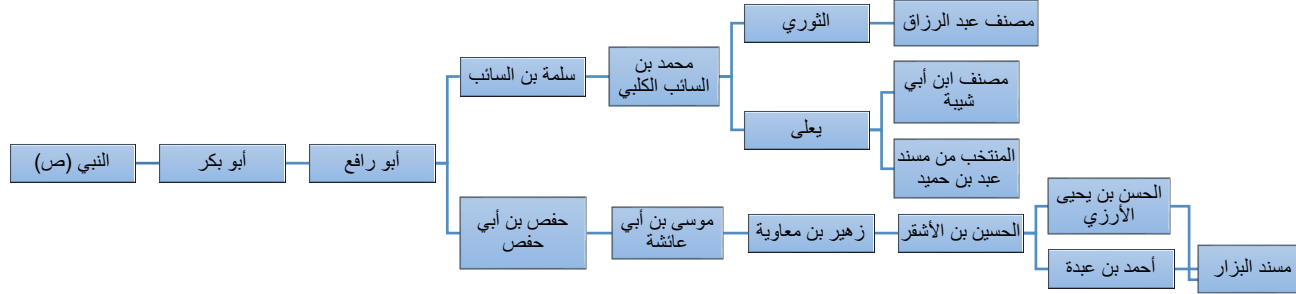 النبي (ص)
أبو بكر
أبو رافع
سلمة بن السائب
محمد بن
السائب الكلبي
الثوري
مصنف عبد الرزاق
يعلى
مصنف ابن أبي
شيبة
المنتخب من مسند
عبد بن حميد
حفص بن أبي
حفص
موسى بن أبي
عائشة
زهير بن معاوية
الحسين بن الأشقر
الحسن بن يحيى
الأرزي
أحمد بن عبدة
مسند البزار